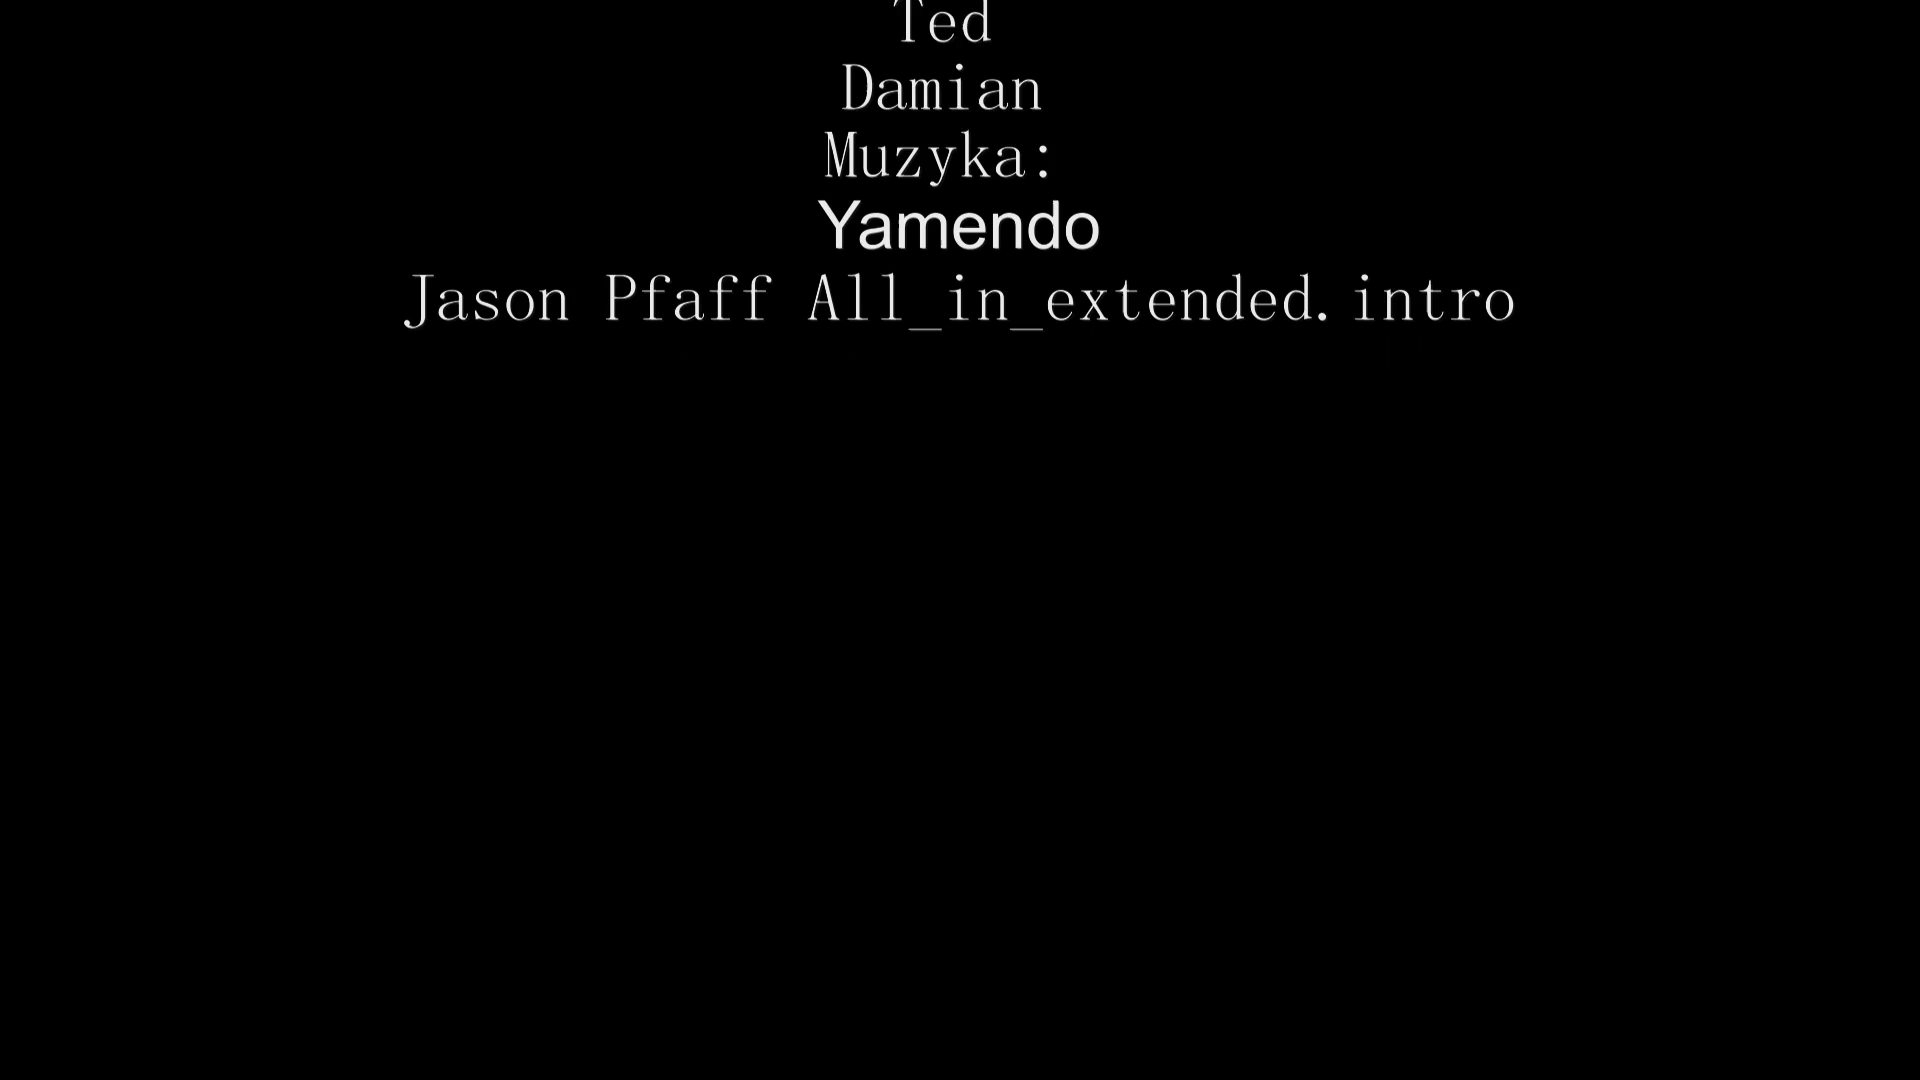 Ted
Damian
Muzyka:
Yamendo
Jason Pfaff All_in_extended.intro